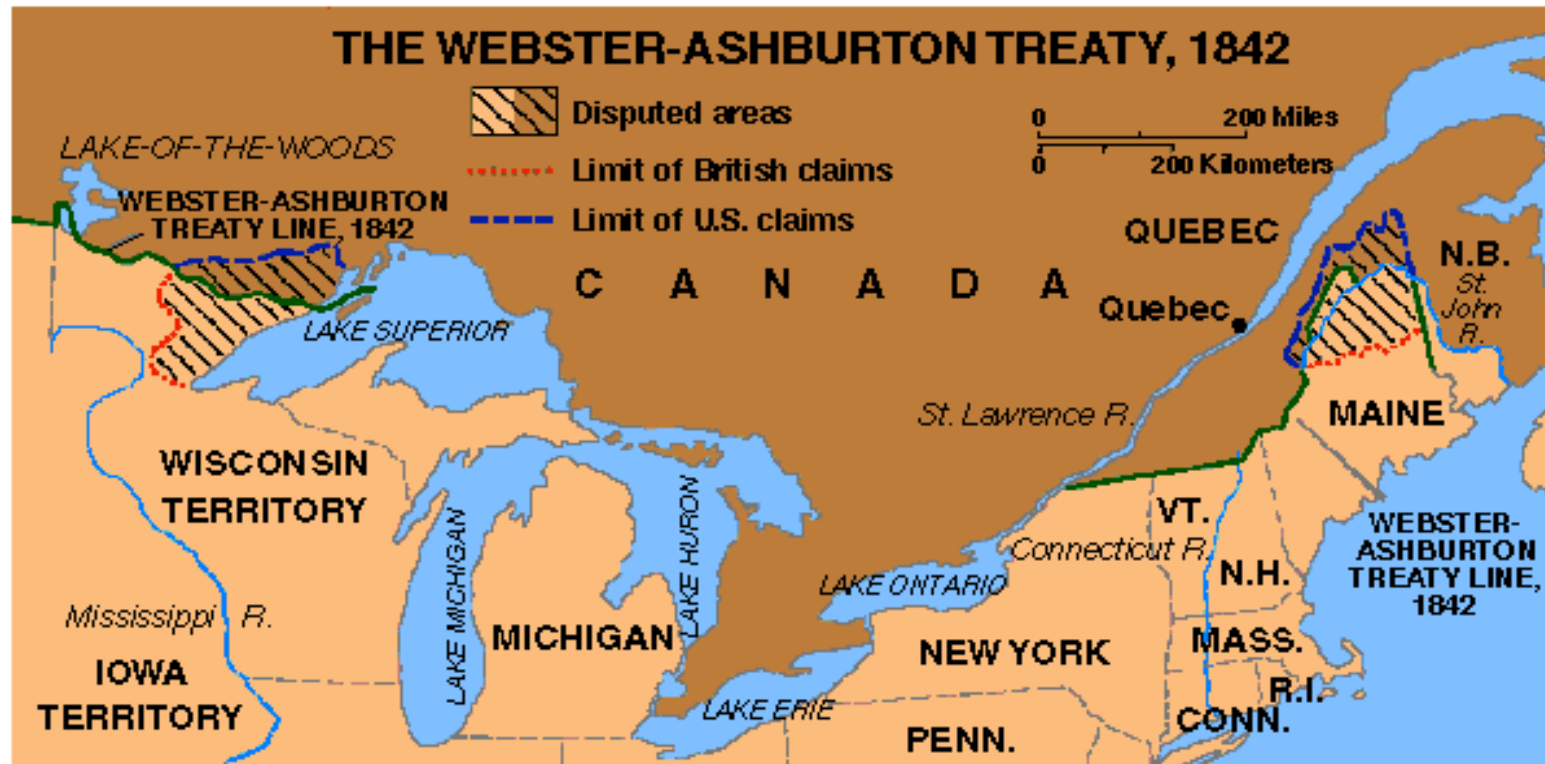 THE WEBSTER-ASHBURTON TREATY, 1842
Disputed areas
Limit of British claims
Limit of U.S. claims
0 200 Miles
0 200 Kilometers
LAKE-OF-THE-WOODS
WEBSTER-ASHBURTON
TREATY LINE, 1842
QUEBEC
N.B.
St.
John
R.
CANADA
Quebec
LAKE SUPERIOR
St. Lawrence R.
MAINE
WISCONSIN
TERRITORY
LAKE MICHIGAN
LAKE HURON
VT.
Connecticut R.
WEBSTER-
ASHBURTON
TREATY LINE,
1842
N.H.
LAKE ONTARIO
Mississippi R.
MICHIGAN
NEW YORK
MASS.
IOWA
TERRITORY
R.I.
LAKE ERIE
CONN.
PENN.